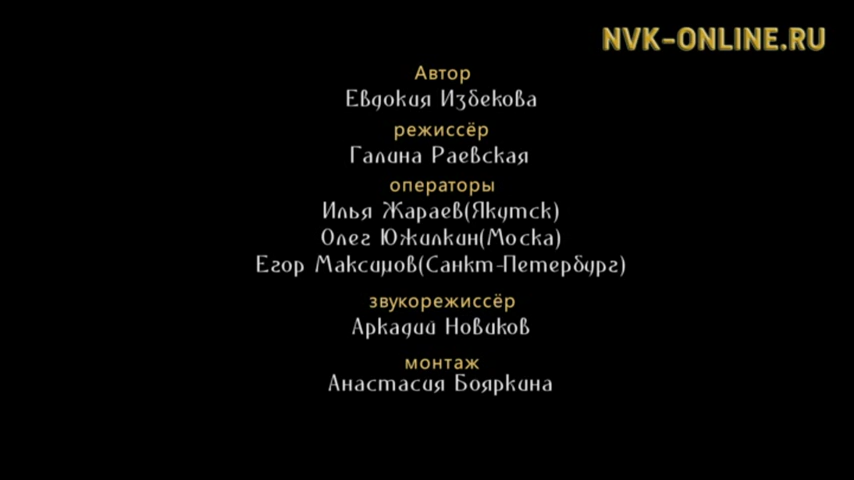 NVK-ONLINE.RU
Автор
Евдокия Избекова
режиссёр
Галина Раевская
операторы
Илья Жараев(Якутск)
Олег Южилкин(Моска)
Егор Максимов(Санкт-Петербург)
звукорежиссёр
Аркадий Новиков
монтаж
Анастасия Бояркина